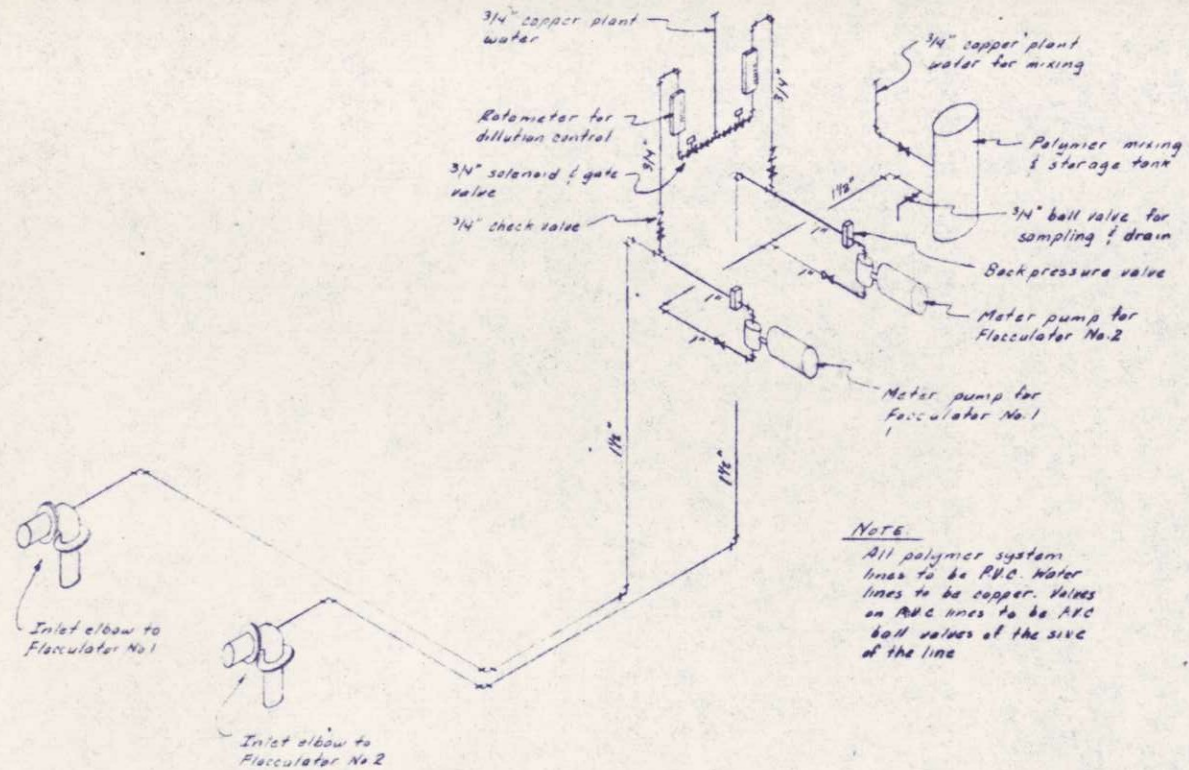 3/4" copper plant
water
3/4" copper plant
water for mixing
3/4"
Rotometer for
dillution control
3/4"
Polymer mixing
& storage tank
3/4" solenoid & gate
valve
1 1/2"
3/4" check valve
3/4" ball valve for
sampling & drain
1"
Backpressure valve
1"
1"
1"
Meter pump for
Flocculator No. 2
Meter pump for
Foccculator No. 1
1 1/2"
1 1/2"
NOTE:
All polymer system
lines to be P.V.C. Water
lines to be copper. Valves
on P.V.C. lines to be P.V.C
ball valves of the size
of the line
Inlet elbow to
Flocculator No 1
Inlet elbow to
Flocculator No 2